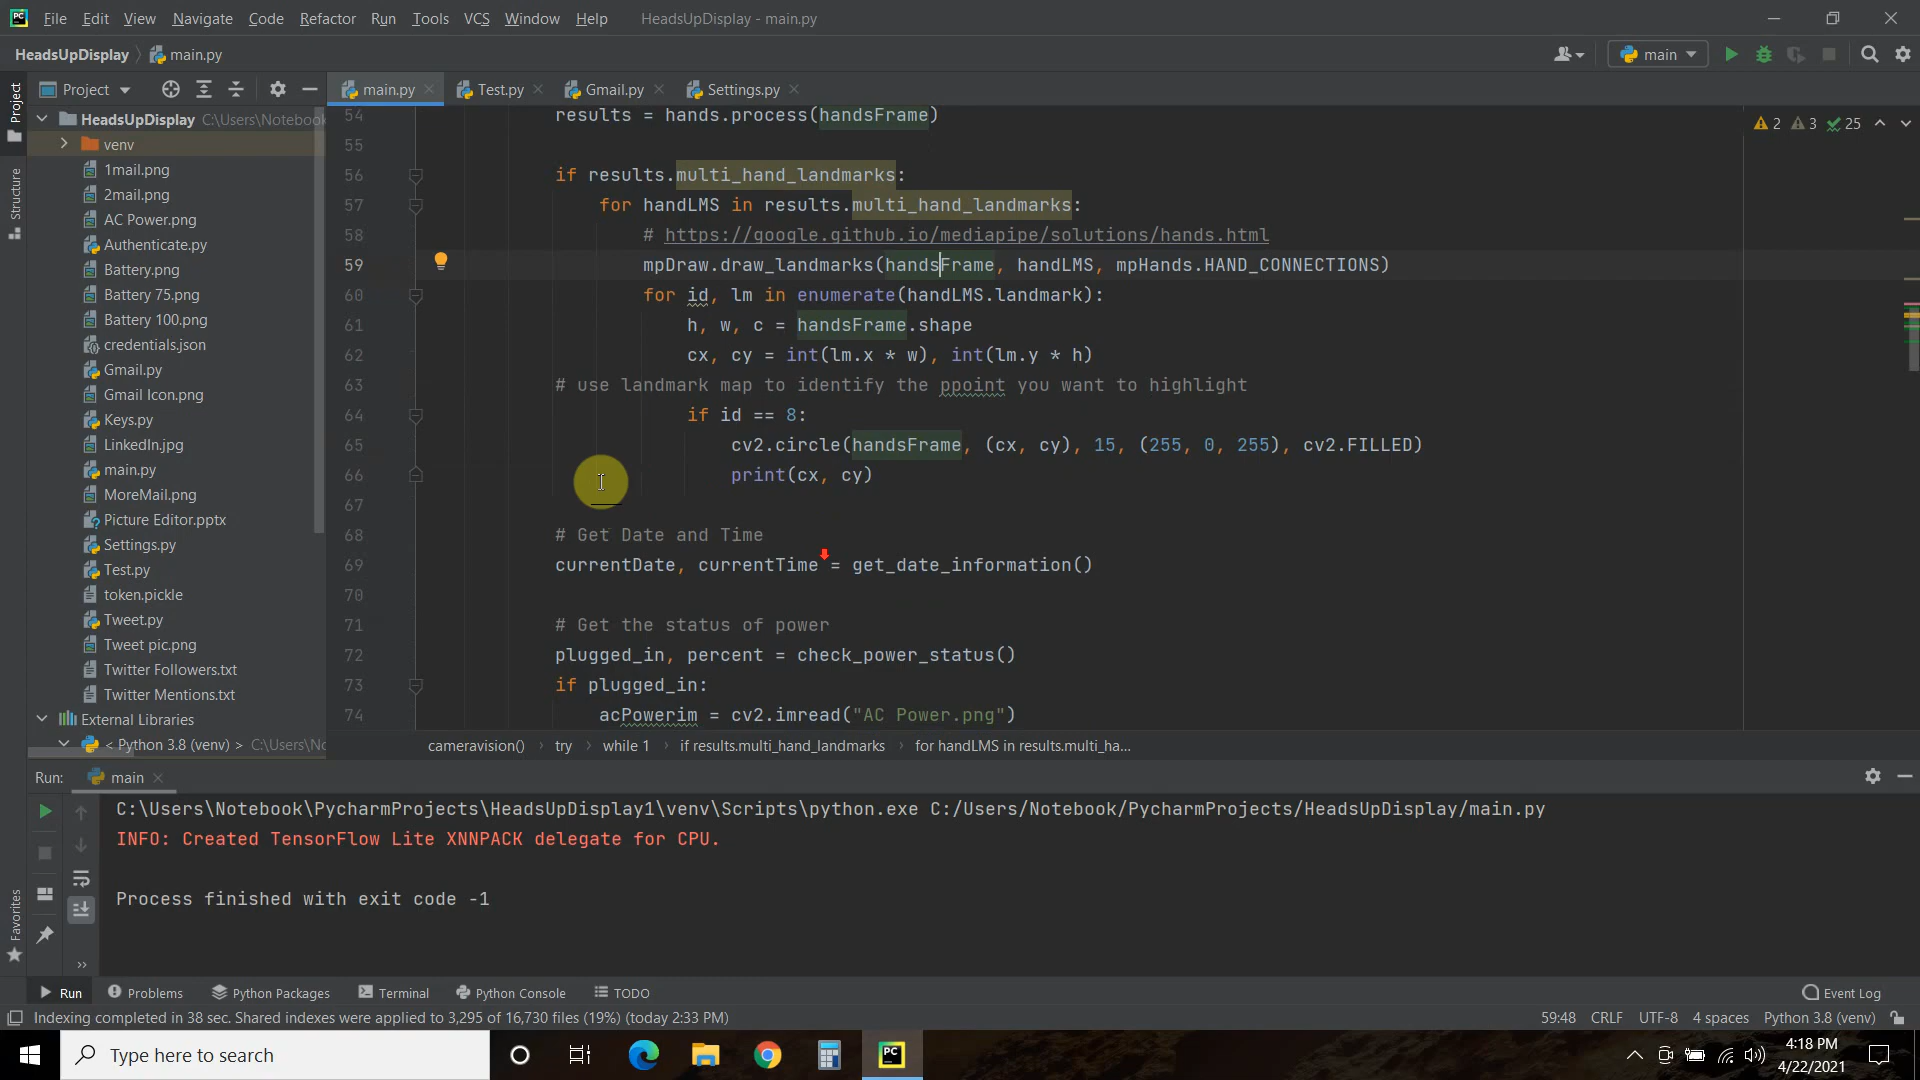 PC File Edit View Navigate Code Refactor Run Tools VCS Window Help HeadsUpDisplay - main.py
HeadsUpDisplay main.py main
Project main.py Test.py Gmail.py Settings.py
Project
Structure
Favorites
HeadsUpDisplay C:\Users\Notebook
venv
1mail.png
2mail.png
AC Power.png
Authenticate.py
Battery.png
Battery 75.png
Battery 100.png
credentials.json
Gmail.py
Gmail Icon.png
Keys.py
LinkedIn.jpg
main.py
MoreMail.png
Picture Editor.pptx
Settings.py
Test.py
token.pickle
Tweet.py
Tweet pic.png
Twitter Followers.txt
Twitter Mentions.txt
External Libraries
< Python 3.8 (venv) > C:\Users\No
2 3 25
54 results = hands.process(handsFrame)
55
56 if results.multi_hand_landmarks:
57 for handLMS in results.multi_hand_landmarks:
58 # https://google.github.io/mediapipe/solutions/hands.html
59 mpDraw.draw_landmarks(handsFrame, handLMS, mpHands.HAND_CONNECTIONS)
60 for id, lm in enumerate(handLMS.landmark):
61 h, w, c = handsFrame.shape
62 cx, cy = int(lm.x * w), int(lm.y * h)
63 # use landmark map to identify the ppoint you want to highlight
64 if id == 8:
65 cv2.circle(handsFrame, (cx, cy), 15, (255, 0, 255), cv2.FILLED)
66 print(cx, cy)
67
68 # Get Date and Time
69 currentDate, currentTime = get_date_information()
70
71 # Get the status of power
72 plugged_in, percent = check_power_status()
73 if plugged_in:
74 acPowerim = cv2.imread("AC Power.png")
cameravision() try while 1 if results.multi_hand_landmarks for handLMS in results.multi_ha...
Run: main
C:\Users\Notebook\PycharmProjects\HeadsUpDisplay1\venv\Scripts\python.exe C:/Users/Notebook/PycharmProjects/HeadsUpDisplay/main.py
INFO: Created TensorFlow Lite XNNPACK delegate for CPU.
Process finished with exit code -1
Run Problems Python Packages Terminal Python Console TODO Event Log
Indexing completed in 38 sec. Shared indexes were applied to 3,295 of 16,730 files (19%) (today 2:33 PM) 59:48 CRLF UTF-8 4 spaces Python 3.8 (venv)
Type here to search PC 4:18 PM
4/22/2021